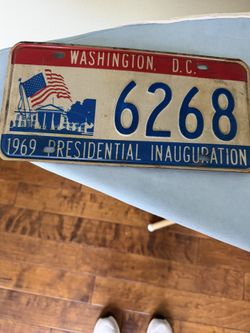 WASHINGTON, D.C.
6268
1969 PRESIDENTIAL INAUGURATION